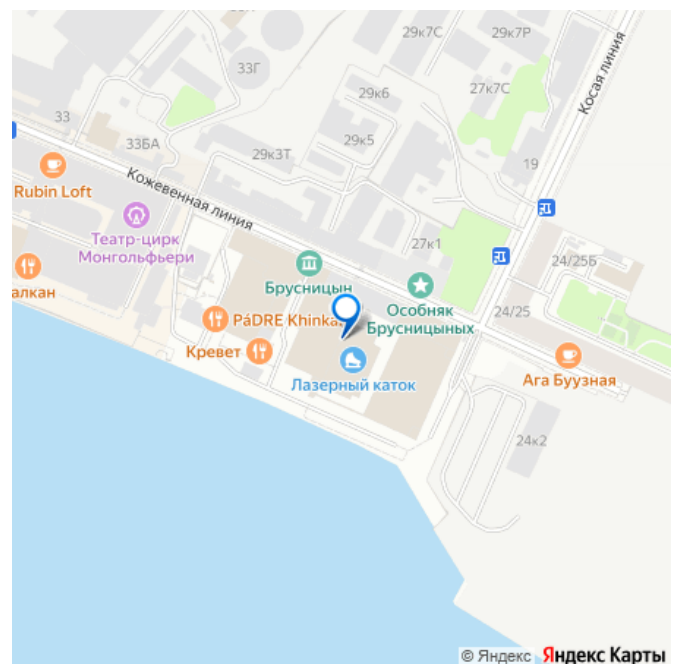 29к7С
29к7Р
33Г
Косая линия
27к7С
29к6
33
33БА
29к5
29к3Т
19
Rubin Loft
Кожевенная линия
Театр-цирк
Монгольфьери
27к1
24/25Б
алкан
Брусницын
Особняк
Брусницыных
24/25
PáDRE Khinka
Кревет
Лазерный каток
Ага Буузная
24к2
© Яндекс Яндекс Карты